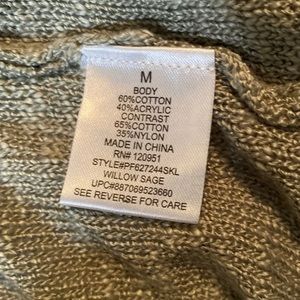 M
BODY
60%COTTON
40%ACRYLIC
CONTRAST
65%COTTON
35%NYLON
MADE IN CHINA
RN# 120951
STYLE#PF627244SKL
WILLOW SAGE
UPC#887069523660
SEE REVERSE FOR CARE